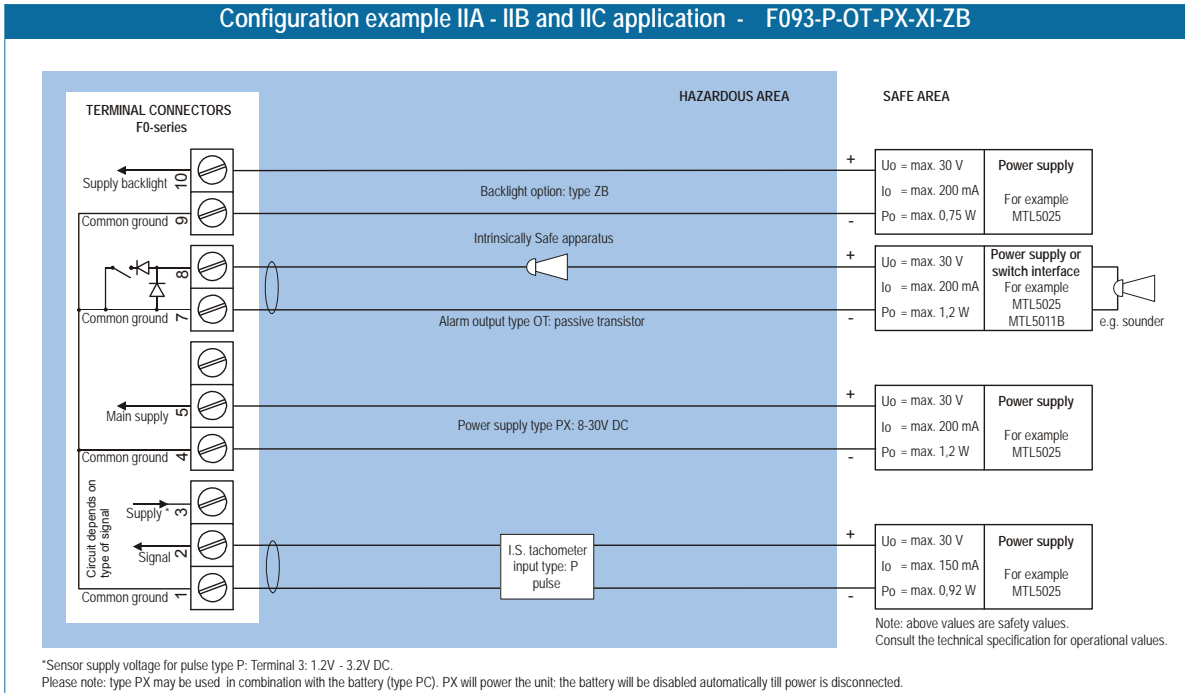 Configuration example IIA - IIB and IIC application - F093-P-OT-PX-XI-ZB
HAZARDOUS AREA
SAFE AREA
TERMINAL CONNECTORS
F0-series
Supply backlight
10
Common ground
9
Backlight option: type ZB
+
-
Uo = max. 30 V
Io = max. 200 mA
Po = max. 0,75 W
Power supply
For example
MTL5025
Intrinsically Safe apparatus
8
Common ground
7
Alarm output type OT: passive transistor
+
-
Uo = max. 30 V
Io = max. 200 mA
Po = max. 1,2 W
Power supply or
switch interface
For example
MTL5025
MTL5011B
e.g. sounder
Main supply
5
Common ground
4
Power supply type PX: 8-30V DC
+
-
Uo = max. 30 V
Io = max. 200 mA
Po = max. 1,2 W
Power supply
For example
MTL5025
Circuit depends on
type of signal
Supply *
3
Signal
2
Common ground
1
I.S. tachometer
input type: P
pulse
+
-
Uo = max. 30 V
Io = max. 150 mA
Po = max. 0,92 W
Power supply
For example
MTL5025
Note: above values are safety values.
Consult the technical specification for operational values.
*Sensor supply voltage for pulse type P: Terminal 3: 1.2V - 3.2V DC.
Please note: type PX may be used in combination with the battery (type PC). PX will power the unit; the battery will be disabled automatically till power is disconnected.